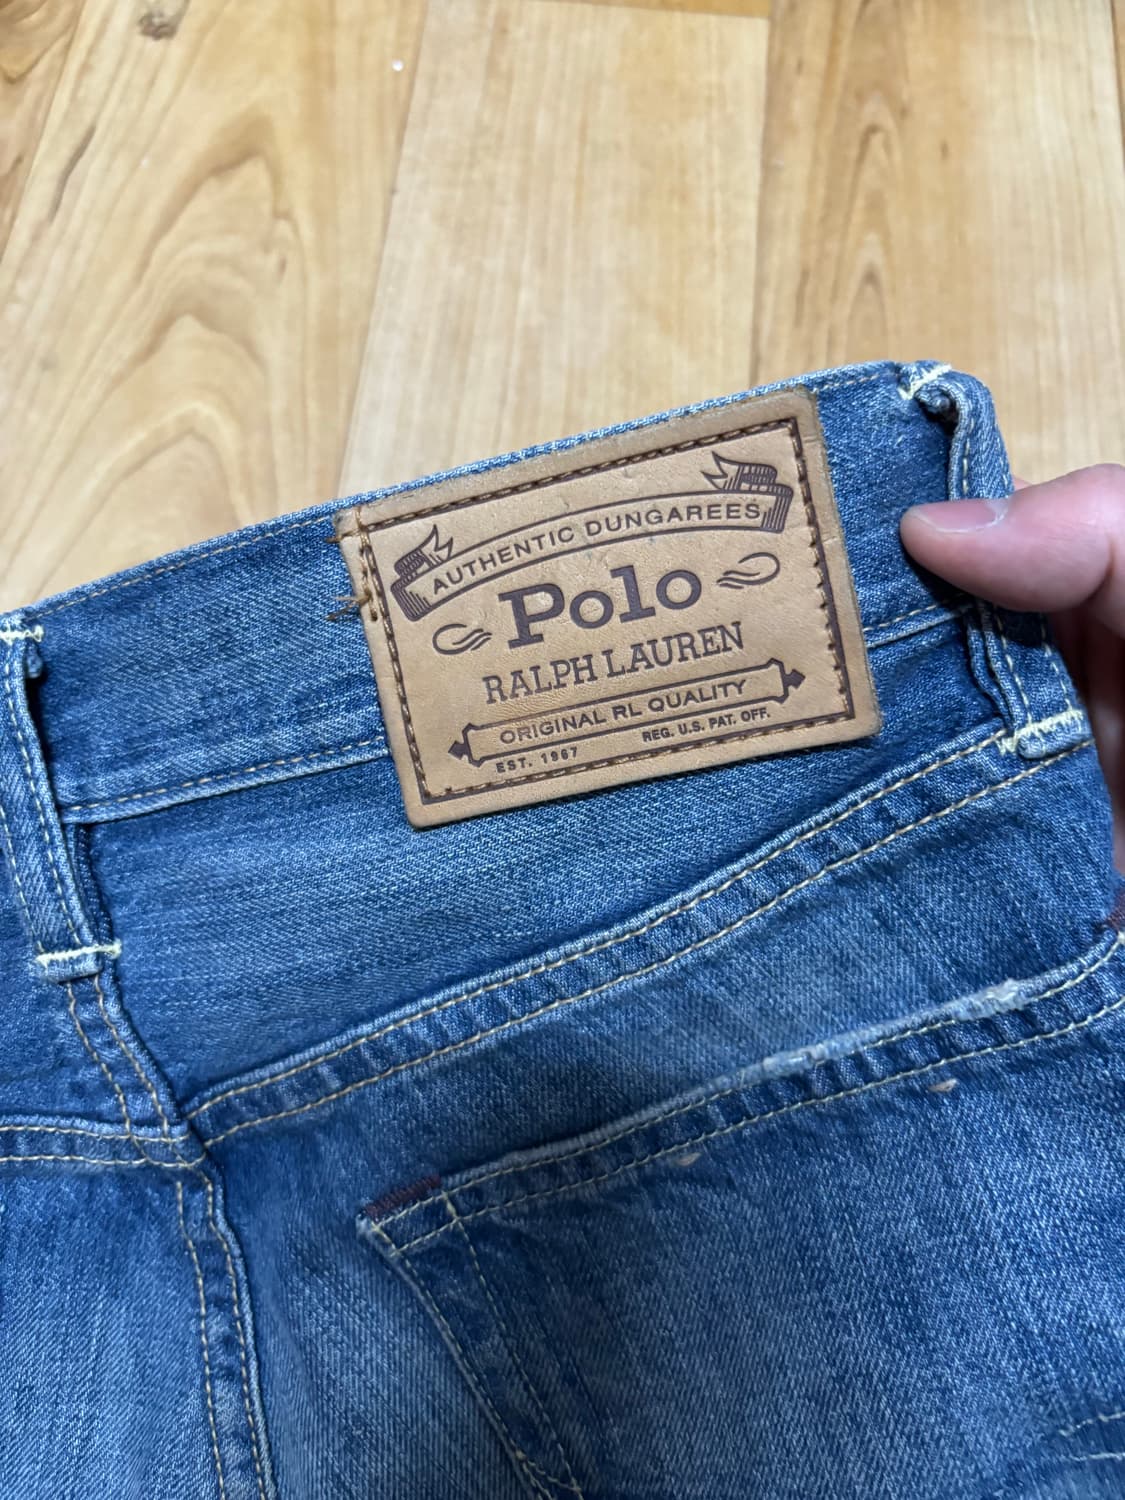 AUTHENTIC DUNGAREES
Polo
RALPH LAUREN
ORIGINAL RL QUALITY
EST. 1967 REG. U.S. PAT. OFF.